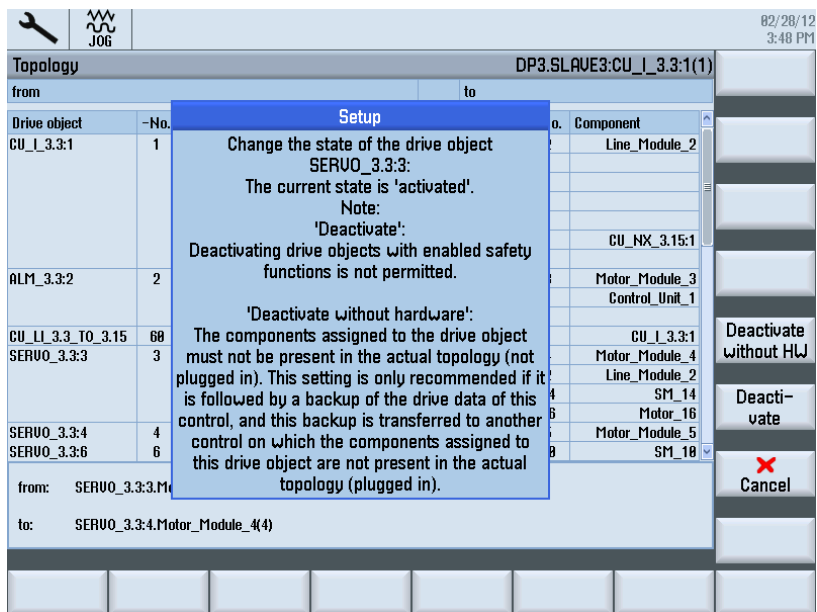 JOG
02/28/12
3:48 PM
Topology DP3.SLAVE3:CU_I_3.3:1(1)
from to
Drive object -No. o. Component
CU_I_3.3:1 1 Line_Module_2
CU_NX_3.15:1
ALM_3.3:2 2 Motor_Module_3
Control_Unit_1
CU_LI_3.3_TO_3.15 60 CU_I_3.3:1
SERVO_3.3:3 3 Motor_Module_4
Line_Module_2
SM_14
Motor_16
SERVO_3.3:4 4 Motor_Module_5
SERVO_3.3:6 6 SM_10
Setup
Change the state of the drive object
SERVO_3.3:3:
The current state is 'activated'.
Note:
'Deactivate':
Deactivating drive objects with enabled safety
functions is not permitted.
'Deactivate without hardware':
The components assigned to the drive object
must not be present in the actual topology (not
plugged in). This setting is only recommended if it
is followed by a backup of the drive data of this
control, and this backup is transferred to another
control on which the components assigned to
this drive object are not present in the actual
topology (plugged in).
from: SERVO_3.3:3.M
to: SERVO_3.3:4.Motor_Module_4(4)
Deactivate
without HW
Deacti-
vate
Cancel